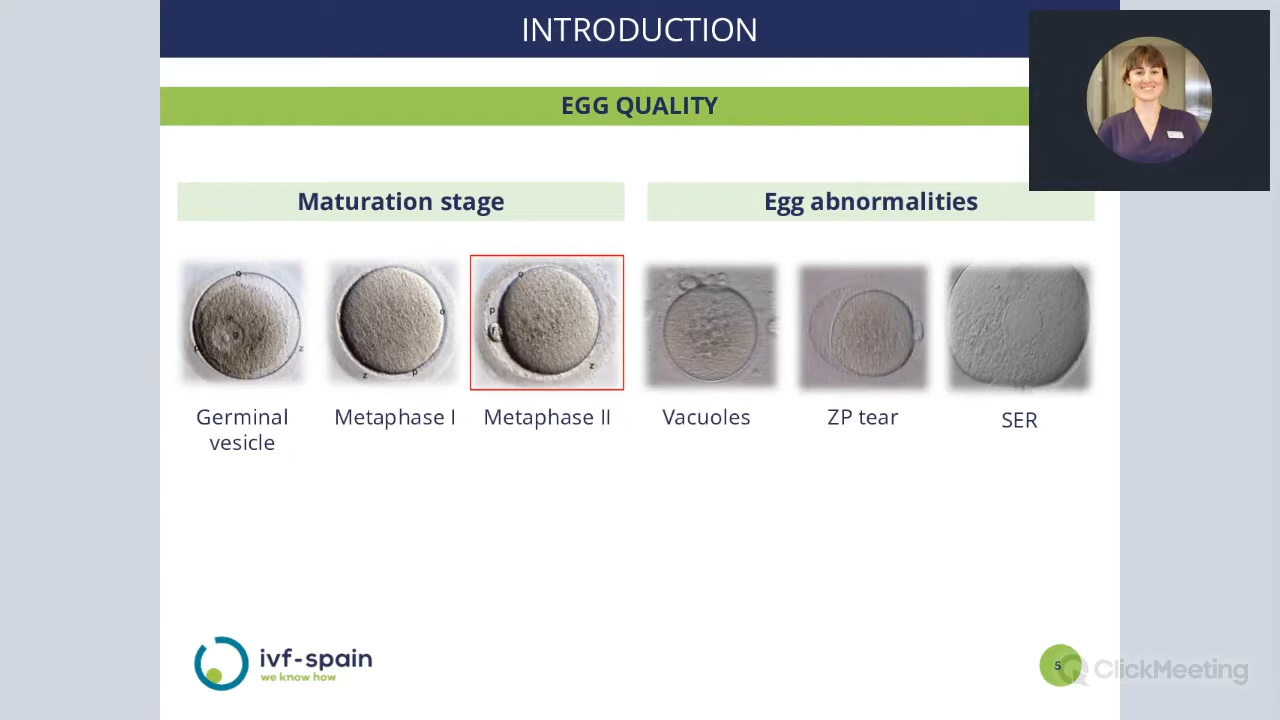 INTRODUCTION
EGG QUALITY
Maturation stage
Egg abnormalities
o
g
p
z
o
z
p
o
p
z
Germinal
vesicle
Metaphase I
Metaphase II
Vacuoles
ZP tear
SER
ivf-spain
we know how
5
ClickMeeting